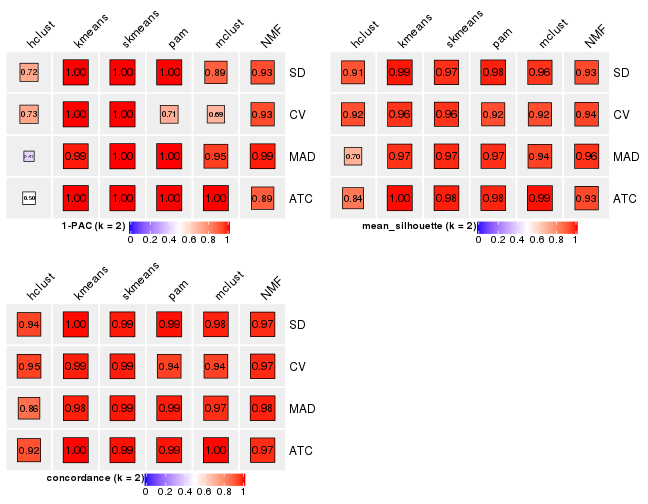 hclust kmeans skmeans pam mclust NMF
0.72 1.00 1.00 1.00 0.89 0.93 SD
0.73 1.00 1.00 0.71 0.69 0.93 CV
0.41 0.99 1.00 1.00 0.95 0.99 MAD
0.50 1.00 1.00 1.00 1.00 0.89 ATC
1-PAC (k = 2)
0 0.2 0.4 0.6 0.8 1
hclust kmeans skmeans pam mclust NMF
0.91 0.99 0.97 0.98 0.96 0.93 SD
0.92 0.96 0.96 0.92 0.92 0.94 CV
0.70 0.97 0.97 0.97 0.94 0.96 MAD
0.84 1.00 0.98 0.98 0.99 0.93 ATC
mean_silhouette (k = 2)
0 0.2 0.4 0.6 0.8 1
hclust kmeans skmeans pam mclust NMF
0.94 1.00 0.99 0.99 0.98 0.97 SD
0.95 0.99 0.99 0.94 0.94 0.97 CV
0.86 0.98 0.99 0.99 0.97 0.98 MAD
0.92 1.00 0.99 0.99 1.00 0.97 ATC
concordance (k = 2)
0 0.2 0.4 0.6 0.8 1